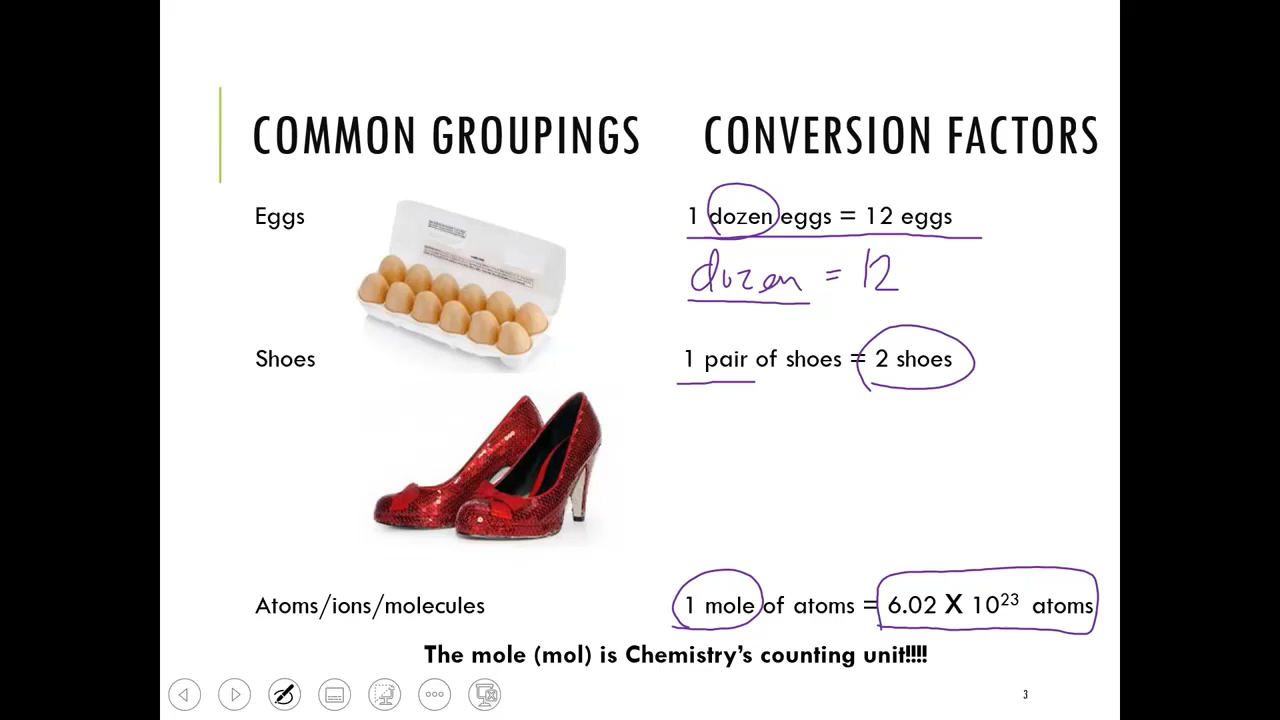 COMMON GROUPINGS CONVERSION FACTORS
Eggs 1 dozen eggs = 12 eggs
dozen = 12
Shoes 1 pair of shoes = 2 shoes
Atoms/ions/molecules 1 mole of atoms = 6.02 X 10²³ atoms
The mole (mol) is Chemistry’s counting unit!!!!
3